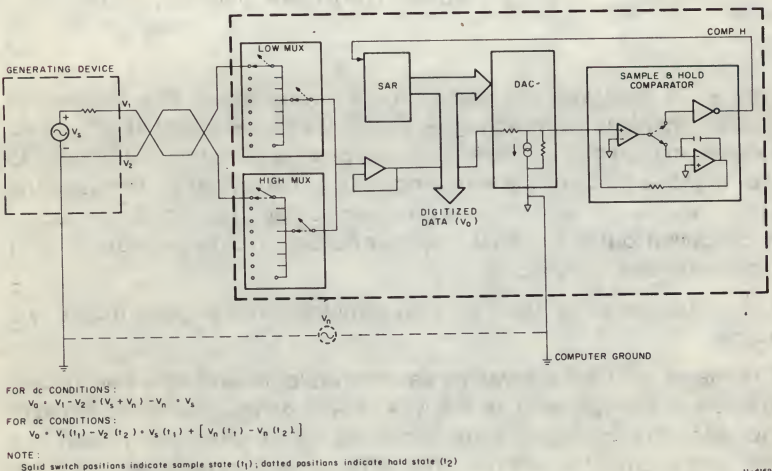 COMP H
LOW MUX
GENERATING DEVICE
SAR
DAC-
SAMPLE & HOLD
COMPARATOR
+
Vs
-
V1
V2
HIGH MUX
DIGITIZED
DATA (V0)
Vn
COMPUTER GROUND
FOR dc CONDITIONS:
V0 = V1 - V2 = (Vs + Vn) - Vn = Vs
FOR ac CONDITIONS:
V0 = V1 (t1) - V2 (t2) = Vs (t1) + [ Vn (t1) - Vn (t2) ]
NOTE:
Solid switch positions indicate sample state (t1); dotted positions indicate hold state (t2)